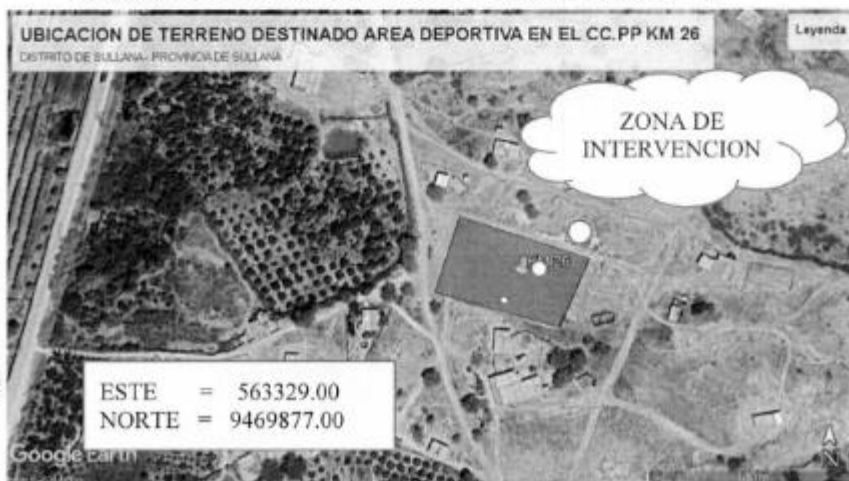 UBICACION DE TERRENO DESTINADO AREA DEPORTIVA EN EL CC.PP KM 26
DISTRITO DE SULLANA- PROVINCIA DE SULLANA
Leyenda
ZONA DE
INTERVENCION
ESTE = 563329.00
NORTE = 9469877.00
Google Earth
N